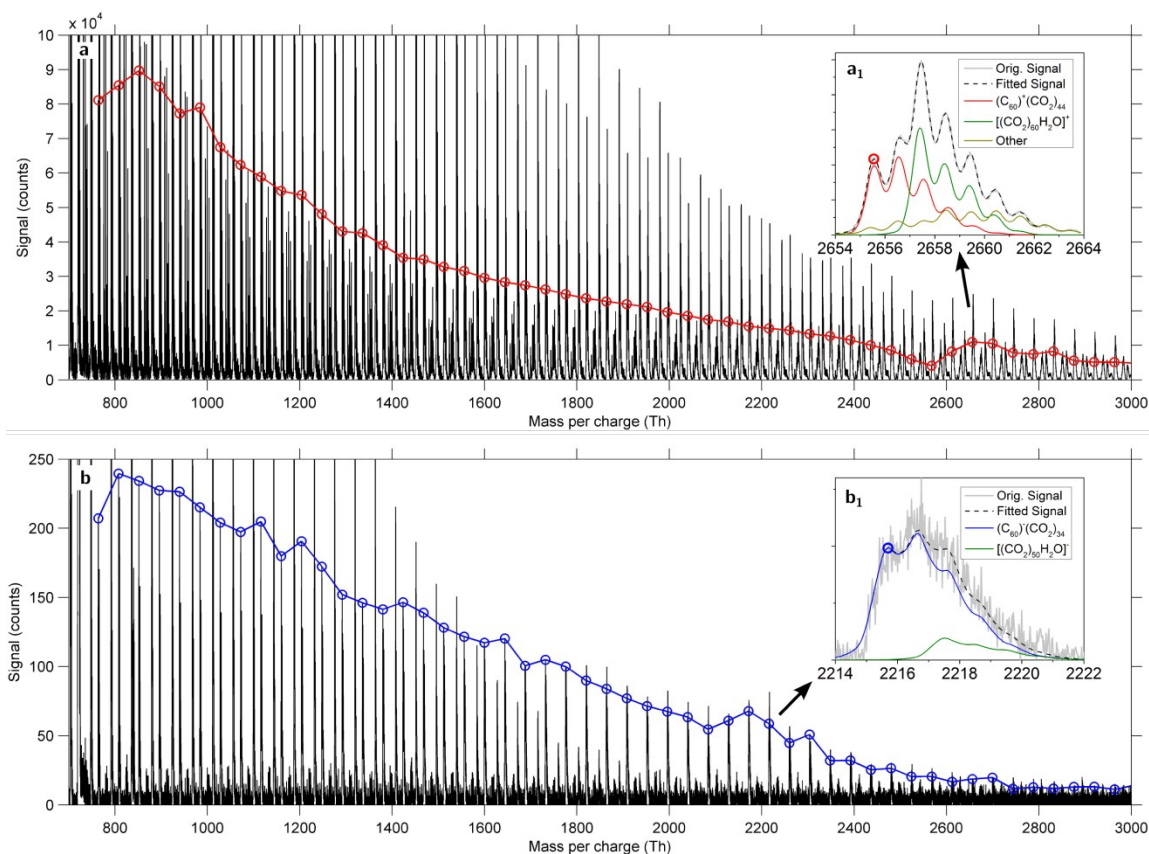 × 10⁴
a
Signal (counts)
10
9
8
7
6
5
4
3
2
1
0
800 1000 1200 1400 1600 1800 2000 2200 2400 2600 2800 3000
Mass per charge (Th)
a₁
Orig. Signal
Fitted Signal
(C₆₀)⁺(CO₂)₄₄
[(CO₂)₆₀H₂O]⁺
Other
2654 2656 2658 2660 2662 2664
b
Signal (counts)
250
200
150
100
50
0
800 1000 1200 1400 1600 1800 2000 2200 2400 2600 2800 3000
Mass per charge (Th)
b₁
Orig. Signal
Fitted Signal
(C₆₀)⁻(CO₂)₃₄
[(CO₂)₅₀H₂O]⁻
2214 2216 2218 2220 2222